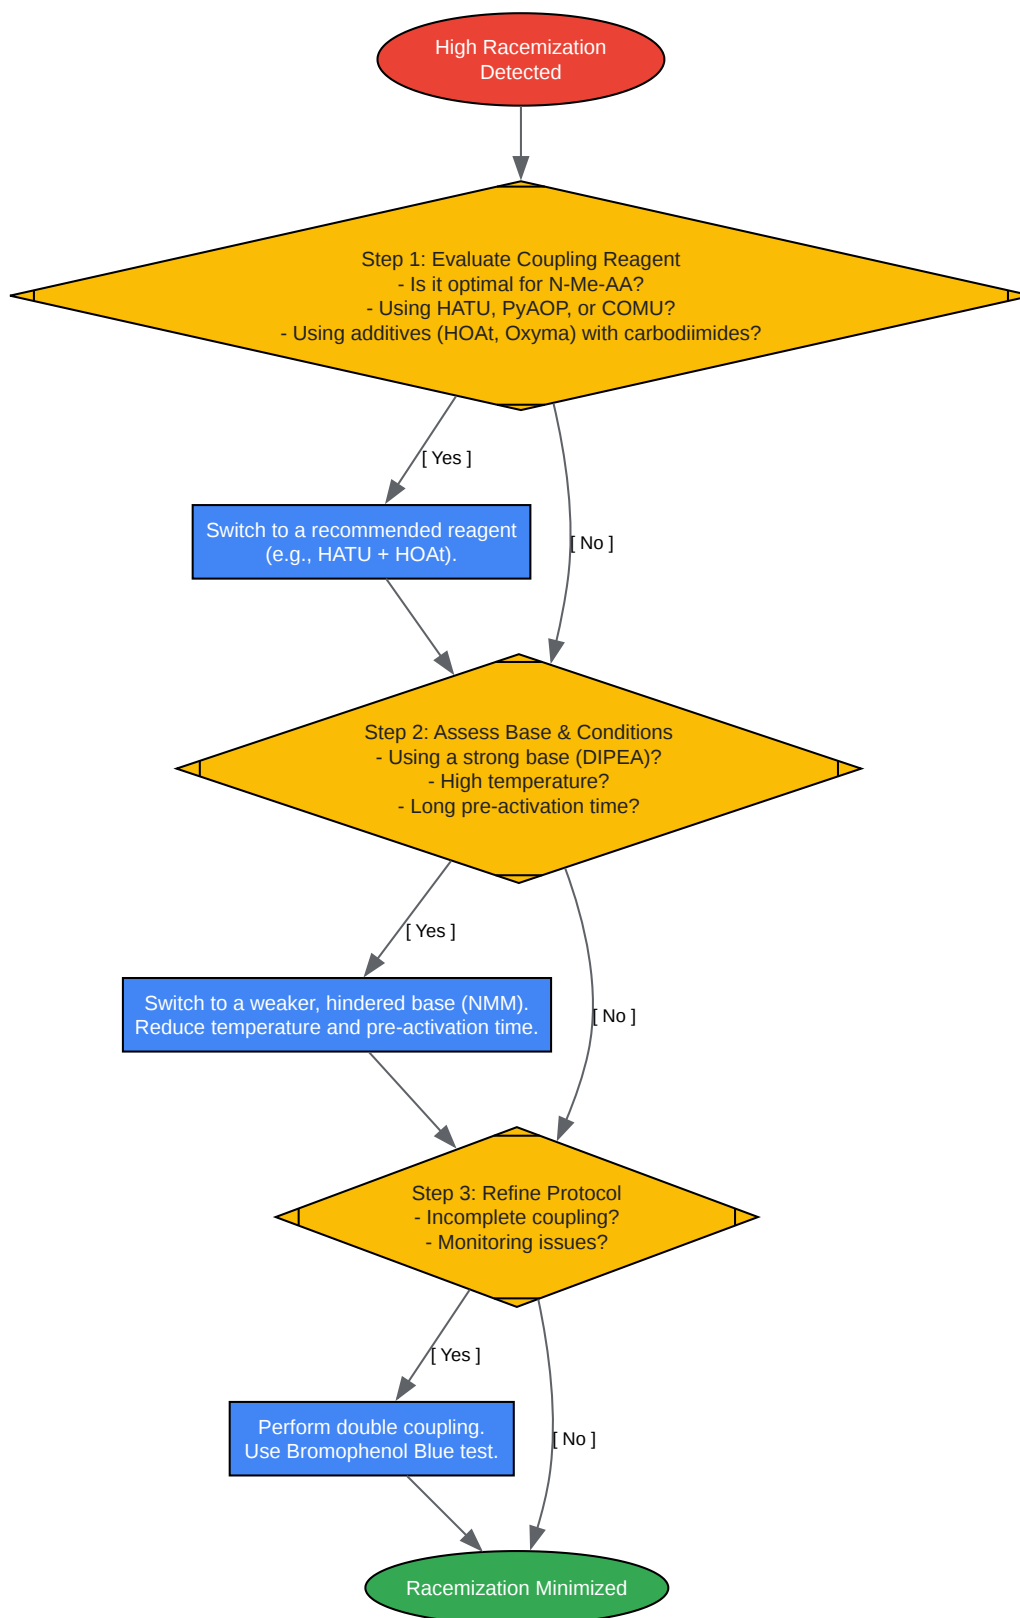 High Racemization
Detected
Step 1: Evaluate Coupling Reagent
- Is it optimal for N-Me-AA?
- Using HATU, PyAOP, or COMU?
- Using additives (HOAt, Oxyma) with carbodiimides?
[ Yes ]
Switch to a recommended reagent
(e.g., HATU + HOAt).
[ No ]
Step 2: Assess Base & Conditions
- Using a strong base (DIPEA)?
- High temperature?
- Long pre-activation time?
[ Yes ]
Switch to a weaker, hindered base (NMM).
Reduce temperature and pre-activation time.
[ No ]
Step 3: Refine Protocol
- Incomplete coupling?
- Monitoring issues?
[ Yes ]
Perform double coupling.
Use Bromophenol Blue test.
[ No ]
Racemization Minimized